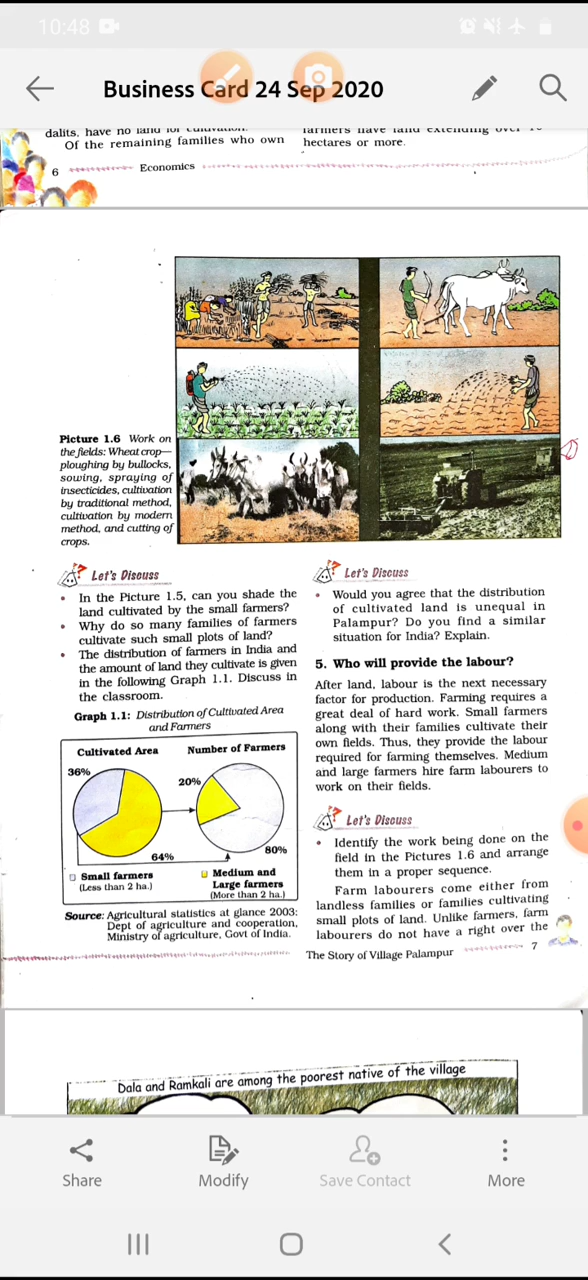 10:48
Business Card 24 Sep 2020
dalits, have no land for cultivation.
Of the remaining families who own
farmers have land extending over 10
hectares or more.
6
Economics
Picture 1.6 Work on
the fields: Wheat crop—
ploughing by bullocks,
sowing, spraying of
insecticides, cultivation
by traditional method,
cultivation by modern
method, and cutting of
crops.
Let's Discuss
• In the Picture 1.5, can you shade the
land cultivated by the small farmers?
• Why do so many families of farmers
cultivate such small plots of land?
• The distribution of farmers in India and
the amount of land they cultivate is given
in the following Graph 1.1. Discuss in
the classroom.
Graph 1.1: Distribution of Cultivated Area
and Farmers
Cultivated Area
Number of Farmers
36%
20%
64%
80%
Small farmers
(Less than 2 ha.)
Medium and
Large farmers
(More than 2 ha.)
Source: Agricultural statistics at glance 2003:
Dept of agriculture and cooperation,
Ministry of agriculture, Govt of India.
Let's Discuss
• Would you agree that the distribution
of cultivated land is unequal in
Palampur? Do you find a similar
situation for India? Explain.
5. Who will provide the labour?
After land, labour is the next necessary
factor for production. Farming requires a
great deal of hard work. Small farmers
along with their families cultivate their
own fields. Thus, they provide the labour
required for farming themselves. Medium
and large farmers hire farm labourers to
work on their fields.
Let's Discuss
• Identify the work being done on the
field in the Pictures 1.6 and arrange
them in a proper sequence.
Farm labourers come either from
landless families or families cultivating
small plots of land. Unlike farmers, farm
labourers do not have a right over the
The Story of Village Palampur
7
Dala and Ramkali are among the poorest native of the village
Share
Modify
Save Contact
More